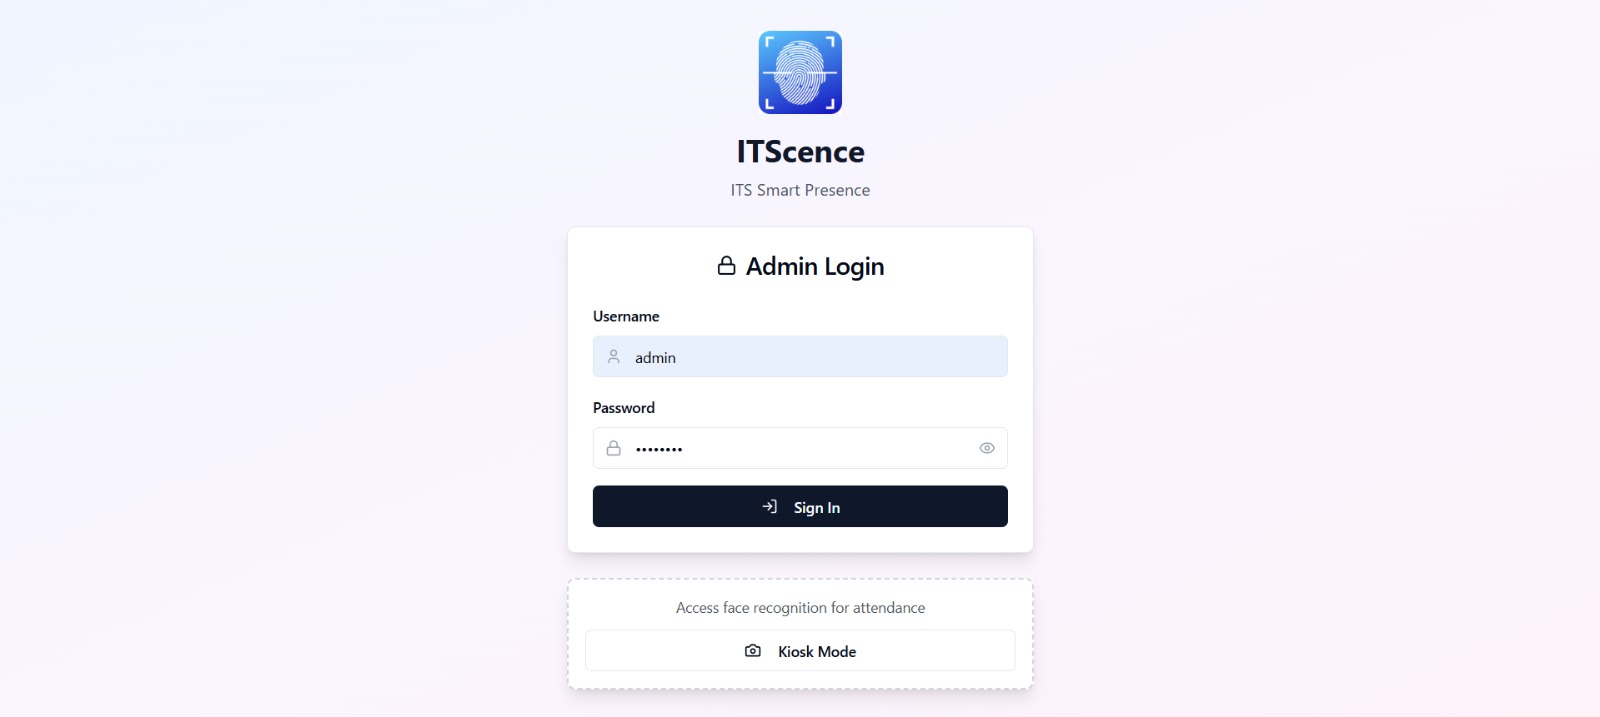 ITScence
ITS Smart Presence
Admin Login
Username
admin
Password
••••••••
Sign In
Access face recognition for attendance
Kiosk Mode